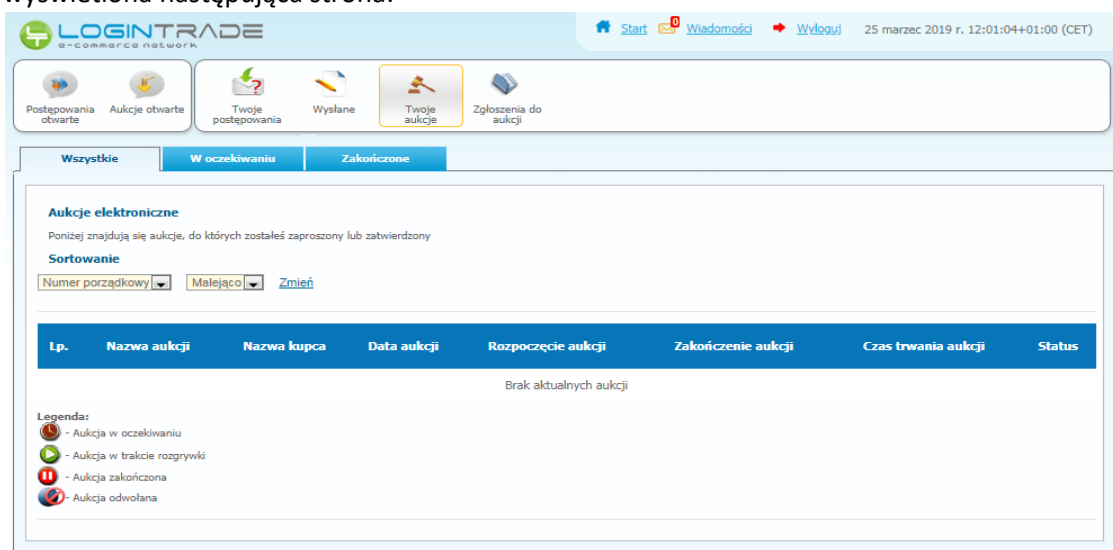 wyświetlona następująca strona:
LOGINTRADE
e-commerce network
Start 0 Wiadomości Wyloguj 25 marzec 2019 r. 12:01:04+01:00 (CET)
Postępowania otwarte
Aukcje otwarte
Twoje postępowania
Wysłane
Twoje aukcje
Zgłoszenia do aukcji
Wszystkie W oczekiwaniu Zakończone
Aukcje elektroniczne
Poniżej znajdują się aukcje, do których zostałeś zaproszony lub zatwierdzony
Sortowanie
Numer porządkowy Malejąco Zmień
Lp. Nazwa aukcji Nazwa kupca Data aukcji Rozpoczęcie aukcji Zakończenie aukcji Czas trwania aukcji Status
Brak aktualnych aukcji
Legenda:
- Aukcja w oczekiwaniu
- Aukcja w trakcie rozgrywki
- Aukcja zakończona
- Aukcja odwołana